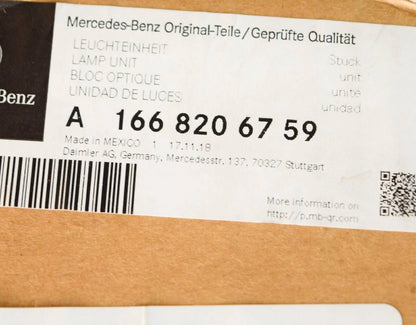 Mercedes-Benz Original-Teile/Geprüfte Qualität
LEUCHTEINHEIT Stück
LAMP UNIT unit
BLOC OPTIQUE unité
UNIDAD DE LUCES unidad
Benz
A 166 820 67 59
Made in MEXICO 1 17.11.18
Daimler AG, Germany, Mercedesstr. 137, 70327 Stuttgart
More information on
http://p.mb-qr.com